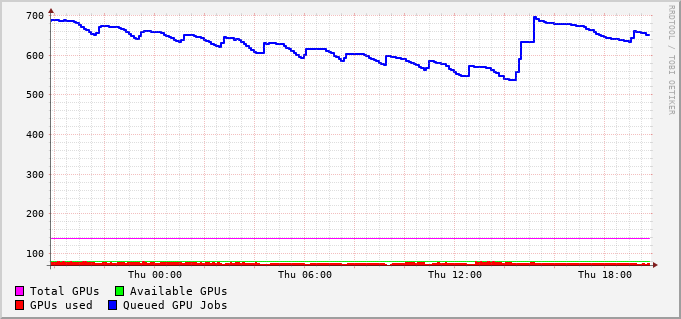 700
600
500
400
300
200
100
Thu 00:00 Thu 06:00 Thu 12:00 Thu 18:00
Total GPUs Available GPUs
GPUs used Queued GPU Jobs
RRDTOOL / TOBI OETIKER